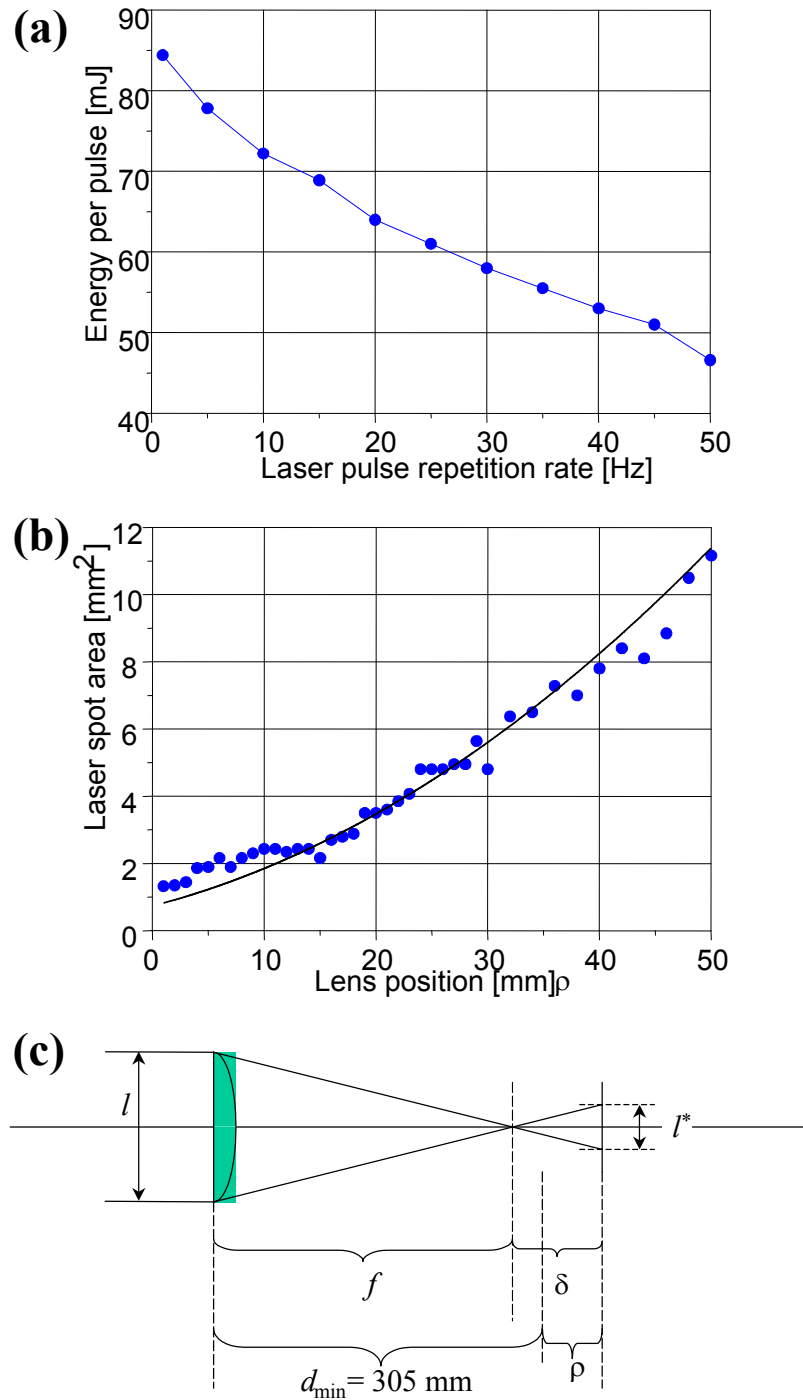 (a)
Energy per pulse [mJ]
90
80
70
60
50
40
0 10 20 30 40 50
Laser pulse repetition rate [Hz]
(b)
Laser spot area [mm²]
12
10
8
6
4
2
0
0 10 20 30 40 50
Lens position [mm]ρ
(c)
l
l*
f
δ
d_min = 305 mm
ρ